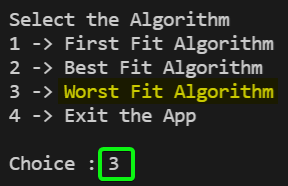 Select the Algorithm
1 -> First Fit Algorithm
2 -> Best Fit Algorithm
3 -> Worst Fit Algorithm
4 -> Exit the App
Choice : 3